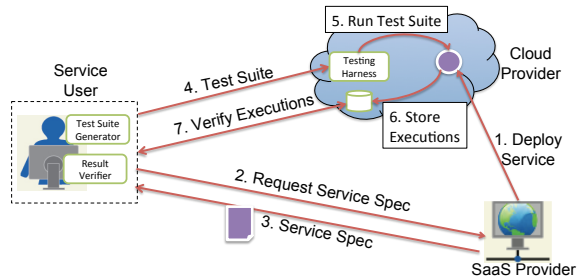 5. Run Test Suite
Testing
Harness
Cloud
Provider
Service
User
4. Test Suite
7. Verify Executions
6. Store
Executions
Test Suite
Generator
Result
Verifier
1. Deploy
Service
2. Request Service Spec
3. Service Spec
SaaS Provider